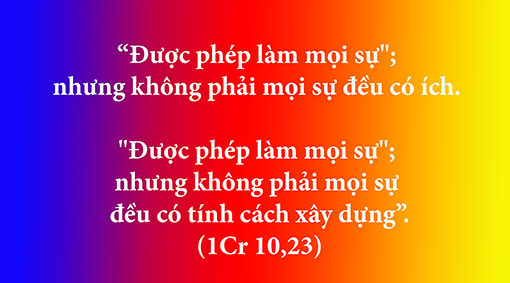 “Được phép làm mọi sự";
nhưng không phải mọi sự đều có ích.
"Được phép làm mọi sự";
nhưng không phải mọi sự
đều có tính cách xây dựng”.
(1Cr 10,23)